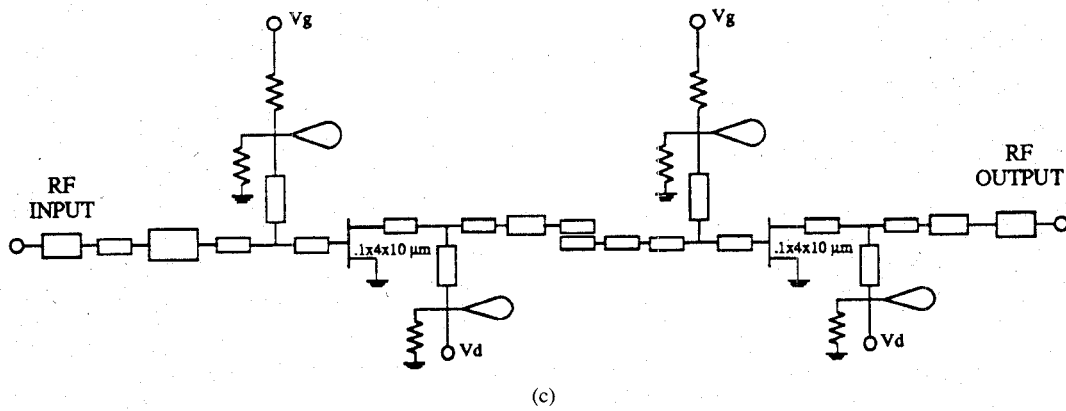 Vg
Vg
RF
INPUT
RF
OUTPUT
.1x4x10 µm
.1x4x10 µm
Vd
Vd
(c)